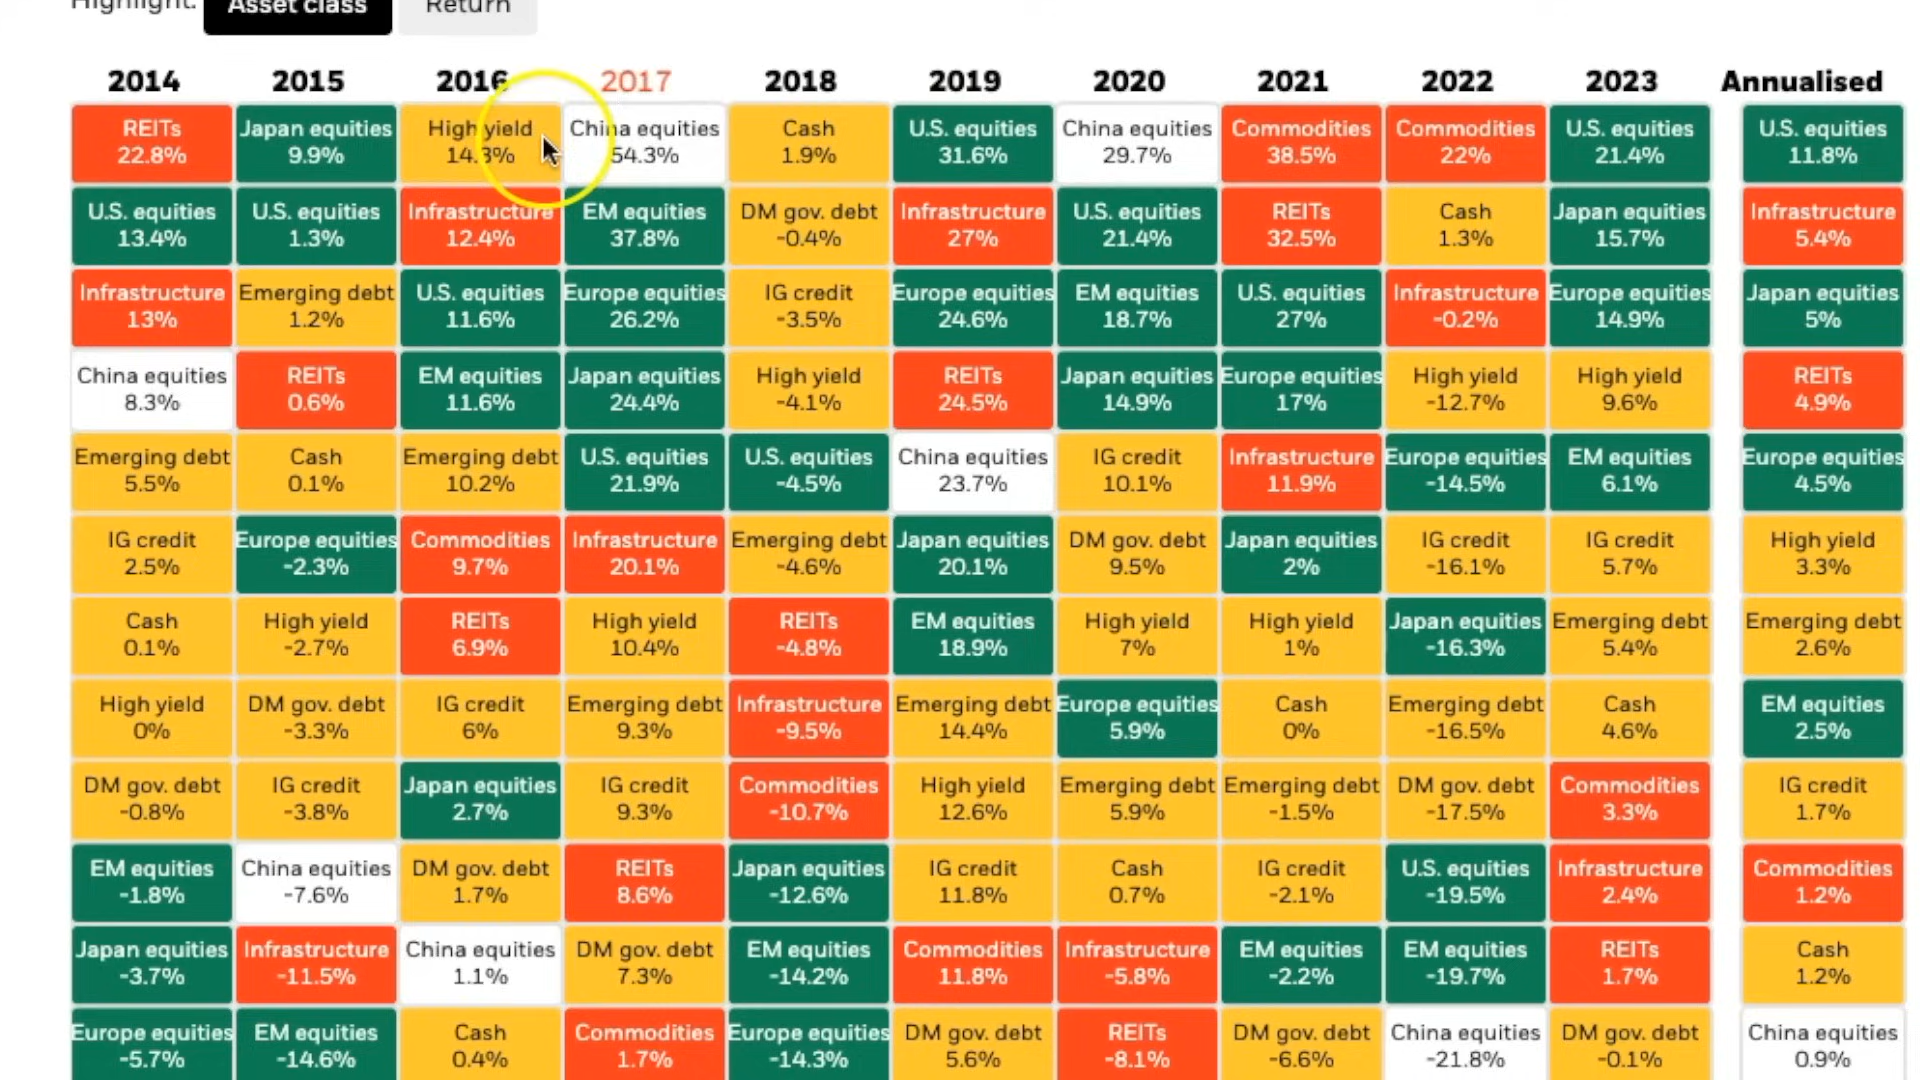 Highlight: Asset class Return
2014 2015 2016 2017 2018 2019 2020 2021 2022 2023 Annualised
REITs Japan equities High yield China equities Cash U.S. equities China equities Commodities Commodities U.S. equities U.S. equities
22.8% 9.9% 14.3% 54.3% 1.9% 31.6% 29.7% 38.5% 22% 21.4% 11.8%
U.S. equities U.S. equities Infrastructure EM equities DM gov. debt Infrastructure U.S. equities REITs Cash Japan equities Infrastructure
13.4% 1.3% 12.4% 37.8% -0.4% 27% 21.4% 32.5% 1.3% 15.7% 5.4%
Infrastructure Emerging debt U.S. equities Europe equities IG credit Europe equities EM equities U.S. equities Infrastructure Europe equities Japan equities
13% 1.2% 11.6% 26.2% -3.5% 24.6% 18.7% 27% -0.2% 14.9% 5%
China equities REITs EM equities Japan equities High yield REITs Japan equities Europe equities High yield High yield REITs
8.3% 0.6% 11.6% 24.4% -4.1% 24.5% 14.9% 17% -12.7% 9.6% 4.9%
Emerging debt Cash Emerging debt U.S. equities U.S. equities China equities IG credit Infrastructure Europe equities EM equities Europe equities
5.5% 0.1% 10.2% 21.9% -4.5% 23.7% 10.1% 11.9% -14.5% 6.1% 4.5%
IG credit Europe equities Commodities Infrastructure Emerging debt Japan equities DM gov. debt Japan equities IG credit IG credit High yield
2.5% -2.3% 9.7% 20.1% -4.6% 20.1% 9.5% 2% -16.1% 5.7% 3.3%
Cash High yield REITs High yield REITs EM equities High yield High yield Japan equities Emerging debt Emerging debt
0.1% -2.7% 6.9% 10.4% -4.8% 18.9% 7% 1% -16.3% 5.4% 2.6%
High yield DM gov. debt IG credit Emerging debt Infrastructure Emerging debt Europe equities Cash Emerging debt Cash EM equities
0% -3.3% 6% 9.3% -9.5% 14.4% 5.9% 0% -16.5% 4.6% 2.5%
DM gov. debt IG credit Japan equities IG credit Commodities High yield Emerging debt Emerging debt DM gov. debt Commodities IG credit
-0.8% -3.8% 2.7% 9.3% -10.7% 12.6% 5.9% -1.5% -17.5% 3.3% 1.7%
EM equities China equities DM gov. debt REITs Japan equities IG credit Cash IG credit U.S. equities Infrastructure Commodities
-1.8% -7.6% 1.7% 8.6% -12.6% 11.8% 0.7% -2.1% -19.5% 2.4% 1.2%
Japan equities Infrastructure China equities DM gov. debt EM equities Commodities Infrastructure EM equities EM equities REITs Cash
-3.7% -11.5% 1.1% 7.3% -14.2% 11.8% -5.8% -2.2% -19.7% 1.7% 1.2%
Europe equities EM equities Cash Commodities Europe equities DM gov. debt REITs DM gov. debt China equities DM gov. debt China equities
-5.7% -14.6% 0.4% 1.7% -14.3% 5.6% -8.1% -6.6% -21.8% -0.1% 0.9%